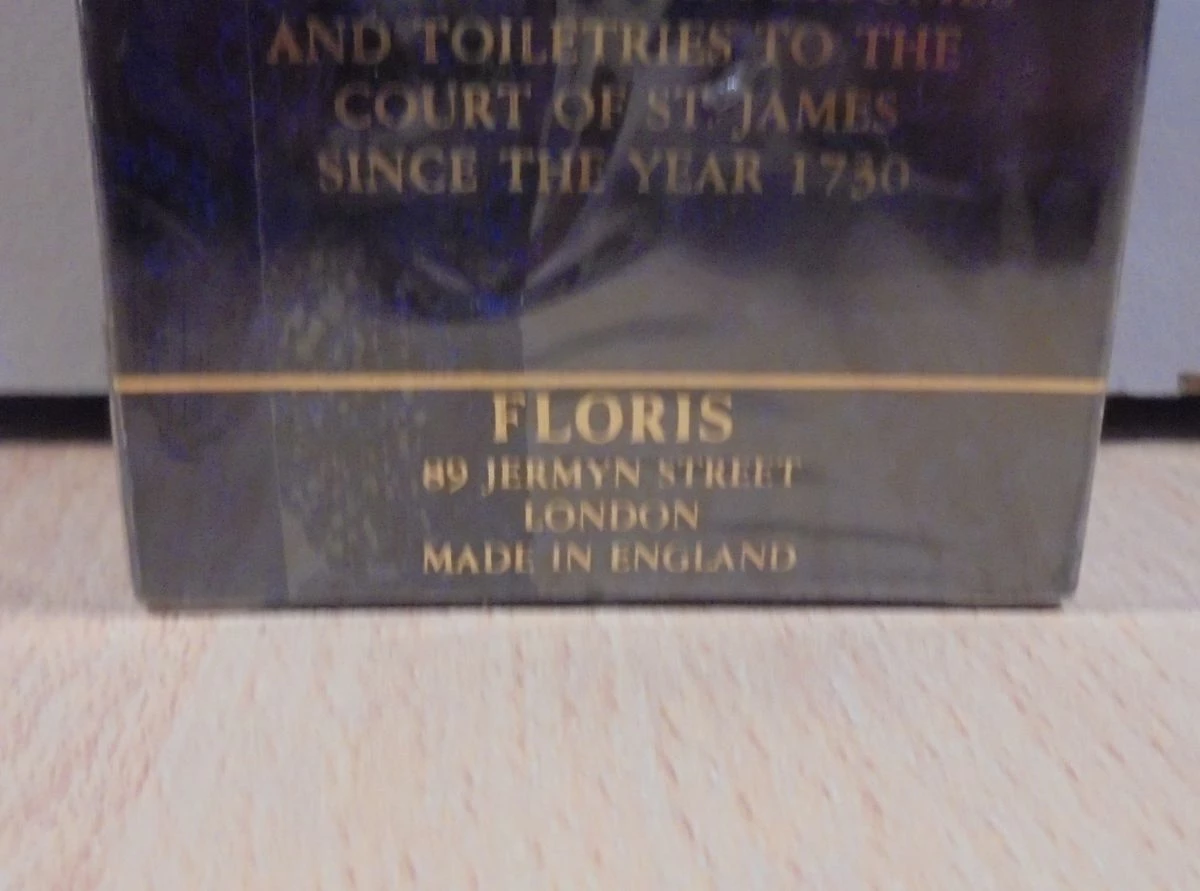 AND TOILETRIES TO THE
COURT OF ST. JAMES
SINCE THE YEAR 1730
FLORIS
89 JERMYN STREET
LONDON
MADE IN ENGLAND